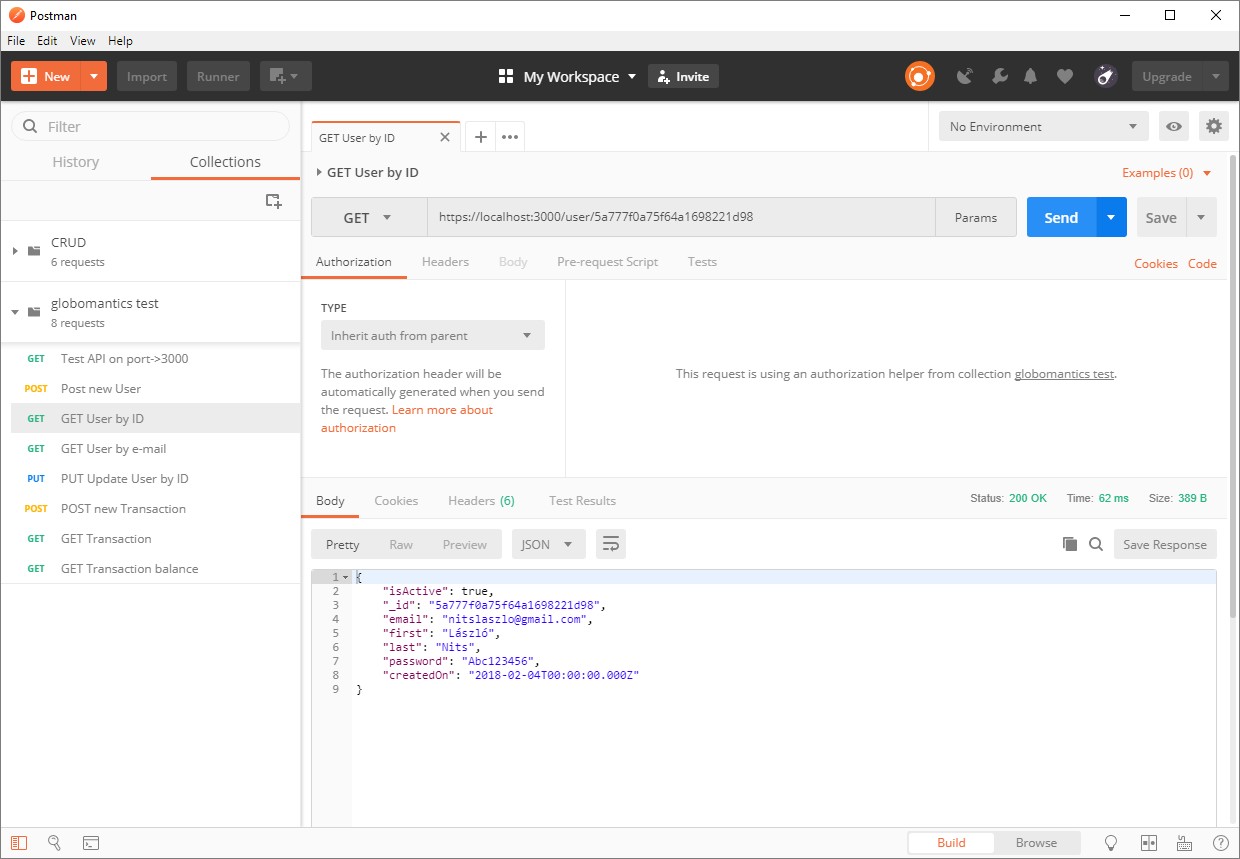 Postman
File Edit View Help
New Import Runner My Workspace Invite Upgrade
Filter
History Collections
CRUD
6 requests
globomantics test
8 requests
GET Test API on port->3000
POST Post new User
GET GET User by ID
GET GET User by e-mail
PUT PUT Update User by ID
POST POST new Transaction
GET GET Transaction
GET GET Transaction balance
GET User by ID
No Environment
GET User by ID Examples (0)
GET https://localhost:3000/user/5a777f0a75f64a1698221d98 Params Send Save
Authorization Headers Body Pre-request Script Tests Cookies Code
TYPE
Inherit auth from parent
The authorization header will be
automatically generated when you send
the request. Learn more about
authorization
This request is using an authorization helper from collection globomantics test.
Body Cookies Headers (6) Test Results Status: 200 OK Time: 62 ms Size: 389 B
Pretty Raw Preview JSON Save Response
1 {
2 "isActive": true,
3 "_id": "5a777f0a75f64a1698221d98",
4 "email": "nitslaszlo@gmail.com",
5 "first": "László",
6 "last": "Nits",
7 "password": "Abc123456",
8 "createdOn": "2018-02-04T00:00:00.000Z"
9 }
Build Browse